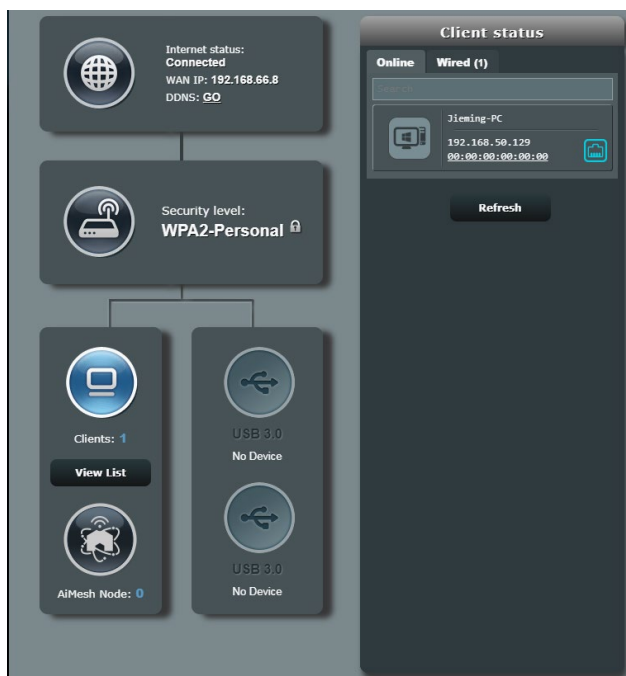 Internet status:
Connected
WAN IP: 192.168.66.8
DDNS: GO
Security level:
WPA2-Personal
Clients: 1
View List
AiMesh Node: 0
USB 3.0
No Device
USB 3.0
No Device
Client status
Online Wired (1)
Search
Jieming-PC
192.168.50.129
00:00:00:00:00:00
Refresh